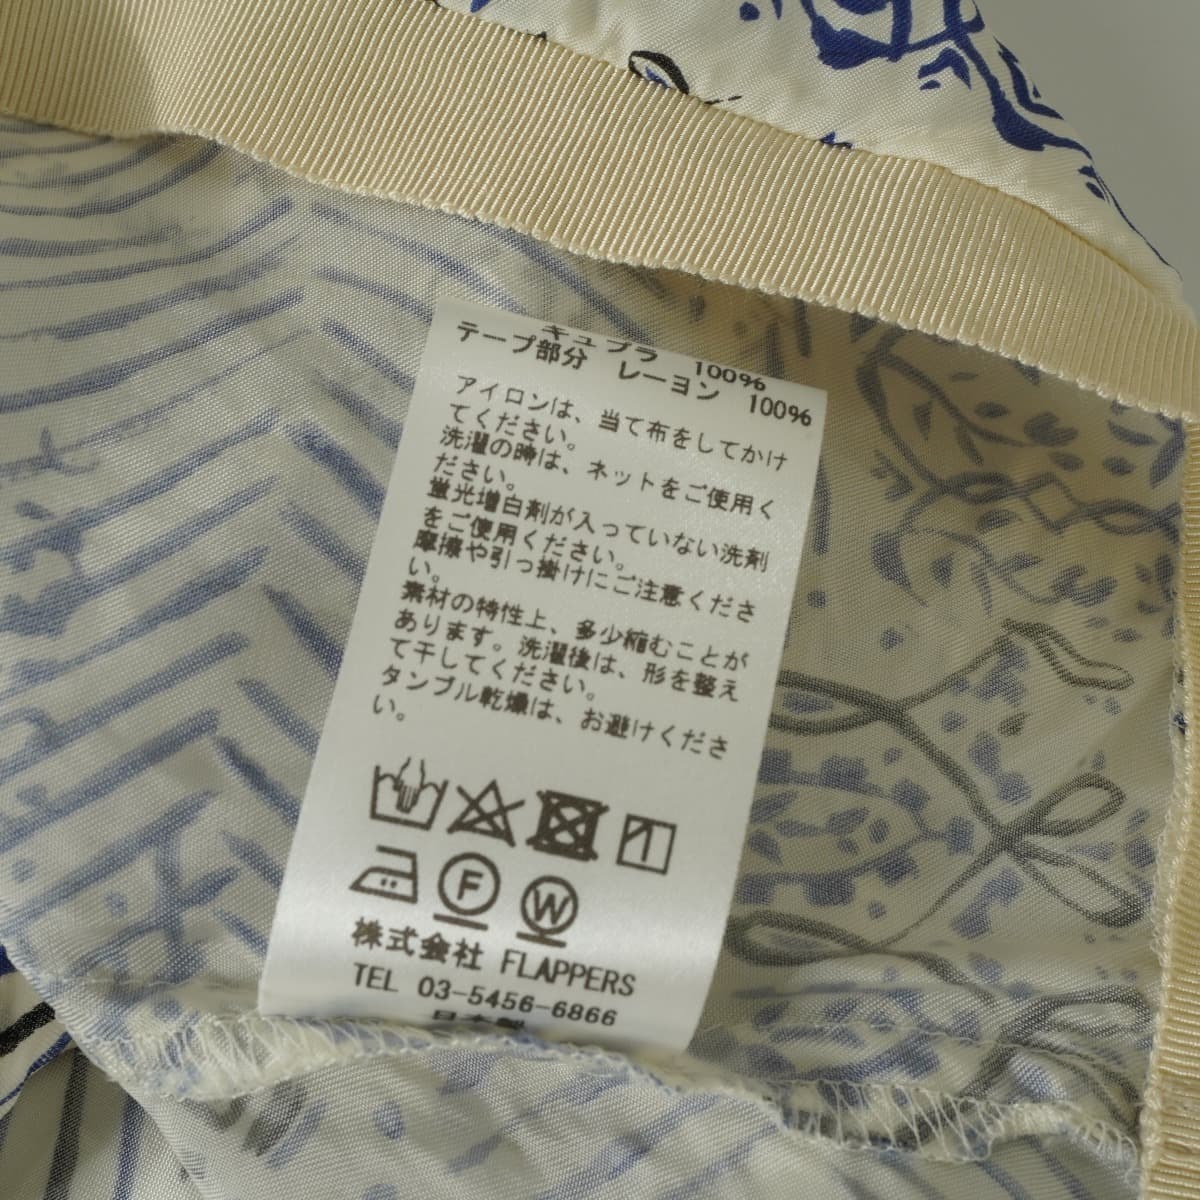 キュプラ 100%
テープ部分 レーヨン 100%
アイロンは、当て布をしてかけ
てください。
洗濯の時は、ネットをご使用く
ださい。
蛍光増白剤が入っていない洗剤
をご使用ください。
摩擦や引っ掛けにご注意くださ
い。
素材の特性上、多少縮むことが
あります。洗濯後は、形を整え
て干してください。
タンブル乾燥は、お避けくださ
い。
F W
株式会社 FLAPPERS
TEL 03-5456-6866
日本製